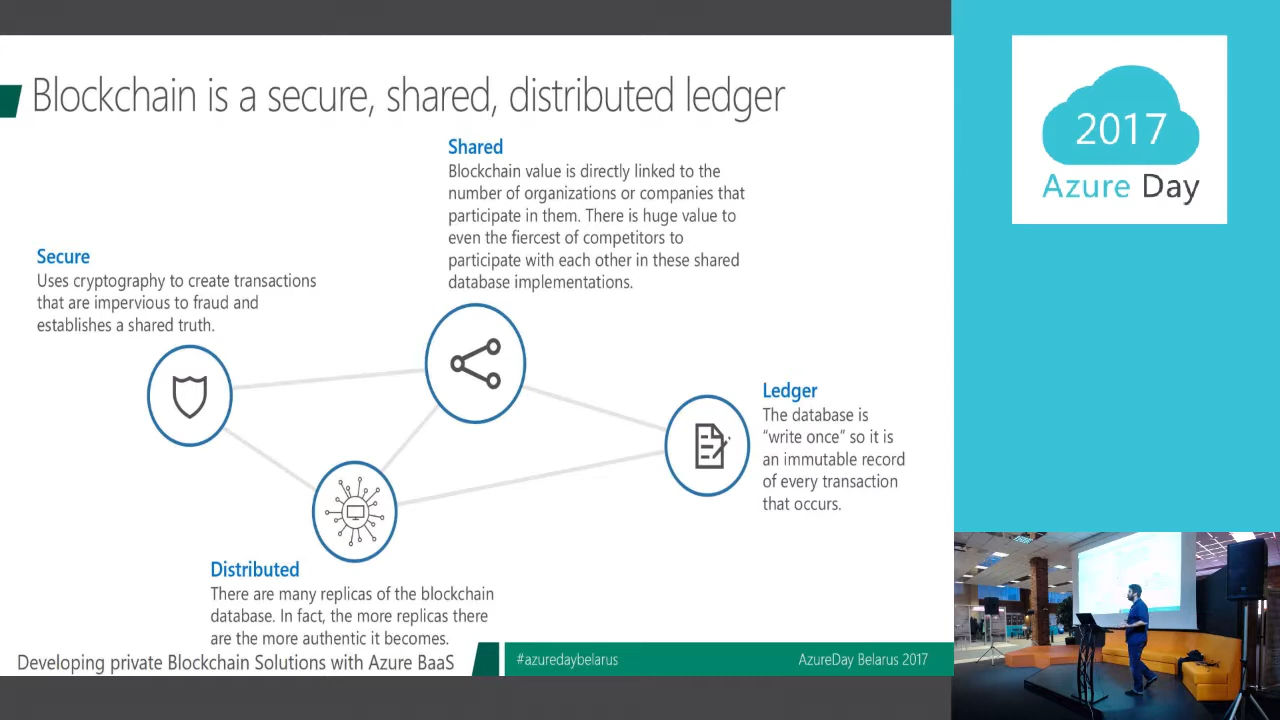 Blockchain is a secure, shared, distributed ledger
Shared
Blockchain value is directly linked to the
number of organizations or companies that
participate in them. There is huge value to
even the fiercest of competitors to
participate with each other in these shared
database implementations.
Secure
Uses cryptography to create transactions
that are impervious to fraud and
establishes a shared truth.
Ledger
The database is
“write once” so it is
an immutable record
of every transaction
that occurs.
Distributed
There are many replicas of the blockchain
database. In fact, the more replicas there
are the more authentic it becomes.
Developing private Blockchain Solutions with Azure BaaS
#azuredaybelarus
AzureDay Belarus 2017
2017
Azure Day